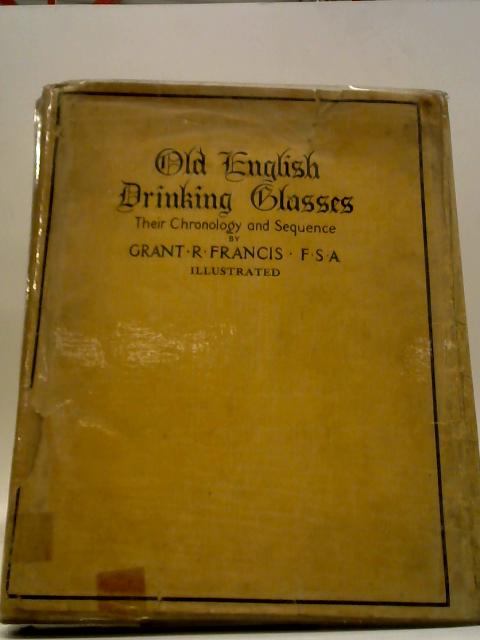 Old English
Drinking Glasses
Their Chronology and Sequence
BY
GRANT·R·FRANCIS·F·S·A
ILLUSTRATED